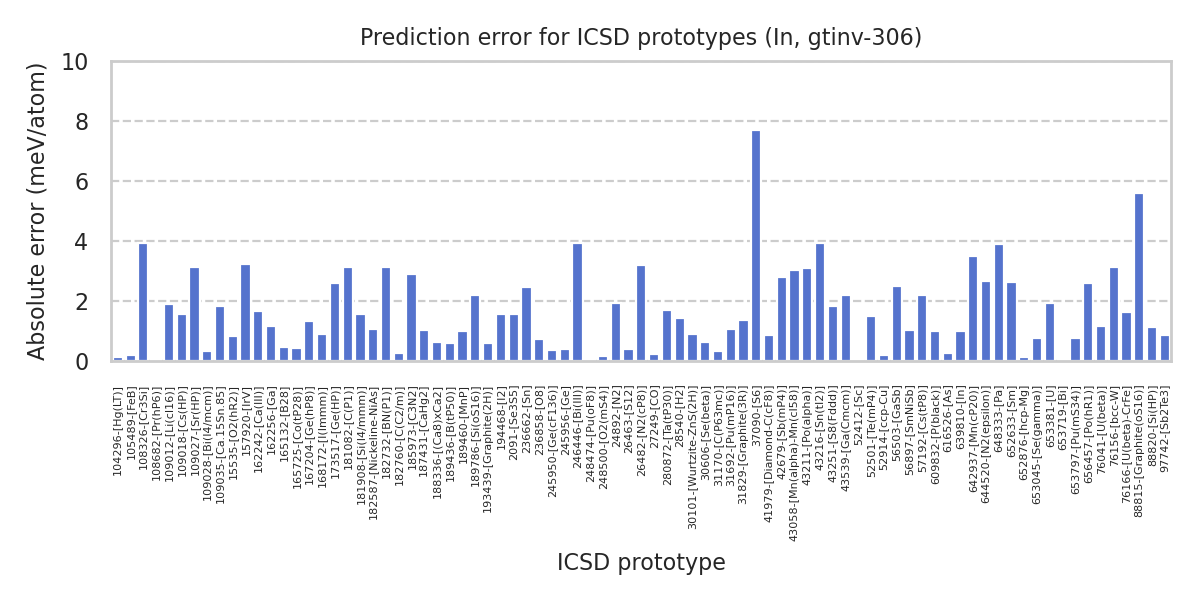 Prediction error for ICSD prototypes (In, gtinv-306)
Absolute error (meV/atom)
10
8
6
4
2
0
104296-[Hg(LT)]
105489-[FeB]
108326-[Cr3Si]
108682-[Pr(hP6)]
109012-[Li(cI16)]
109018-[Cs(HP)]
109027-[Sr(HP)]
109028-[Bi(I4/mcm)]
109035-[Ca.15Sn.85]
15535-[O2(hR2)]
157920-[IrV]
162242-[Ca(III)]
162256-[Ga]
165132-[B28]
165725-[Co(tP28)]
167204-[Ge(hP8)]
168172-[I(Immm)]
173517-[Ge(HP)]
181082-[C(P1)]
181908-[Si(I4/mmm)]
182587-[Nickeline-NiAs]
182732-[BN(P1)]
182760-[C(C2/m)]
185973-[C3N2]
187431-[CaHg2]
188336-[(Ca8)xCa2]
189436-[B(tP50)]
189460-[MnP]
189786-[Si(oS16)]
193439-[Graphite(2H)]
194468-[I2]
2091-[Se3S5]
236662-[Sn]
236858-[O8]
245950-[Ge(cF136)]
245956-[Ge]
246446-[Bi(III)]
248474-[Pu(oF8)]
248500-[O2(mS4)]
24892-[N2]
26463-[S12]
26482-[N2(cP8)]
27249-[CO]
280872-[Ta(tP30)]
28540-[H2]
30101-[Wurtzite-ZnS(2H)]
30606-[Se(beta)]
31170-[C(P63mc)]
31692-[Pu(mP16)]
31829-[Graphite(3R)]
37090-[S6]
41979-[Diamond-C(cF8)]
42679-[Sb(mP4)]
43058-[Mn(alpha)-Mn(cI58)]
43211-[Po(alpha)]
43216-[Sn(tI2)]
43251-[S8(Fddd)]
43539-[Ga(Cmcm)]
52412-[Sc]
52501-[Te(mP4)]
52914-[ccp-Cu]
56503-[GaSb]
56897-[SmNiSb]
57192-[Cs(tP8)]
609832-[P(black)]
616526-[As]
639810-[In]
642937-[Mn(cP20)]
644520-[N2(epsilon)]
648333-[Pa]
652633-[Sm]
652876-[hcp-Mg]
653045-[Se(gamma)]
653381-[U]
653719-[Bi]
653797-[Pu(mS34)]
656457-[Po(hR1)]
76041-[U(beta)]
76156-[bcc-W]
76166-[U(beta)-CrFe]
88815-[Graphite(oS16)]
88820-[Si(HP)]
97742-[Sb2Te3]
ICSD prototype